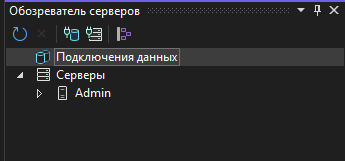 Обозреватель серверов
Подключения данных
Серверы
Admin